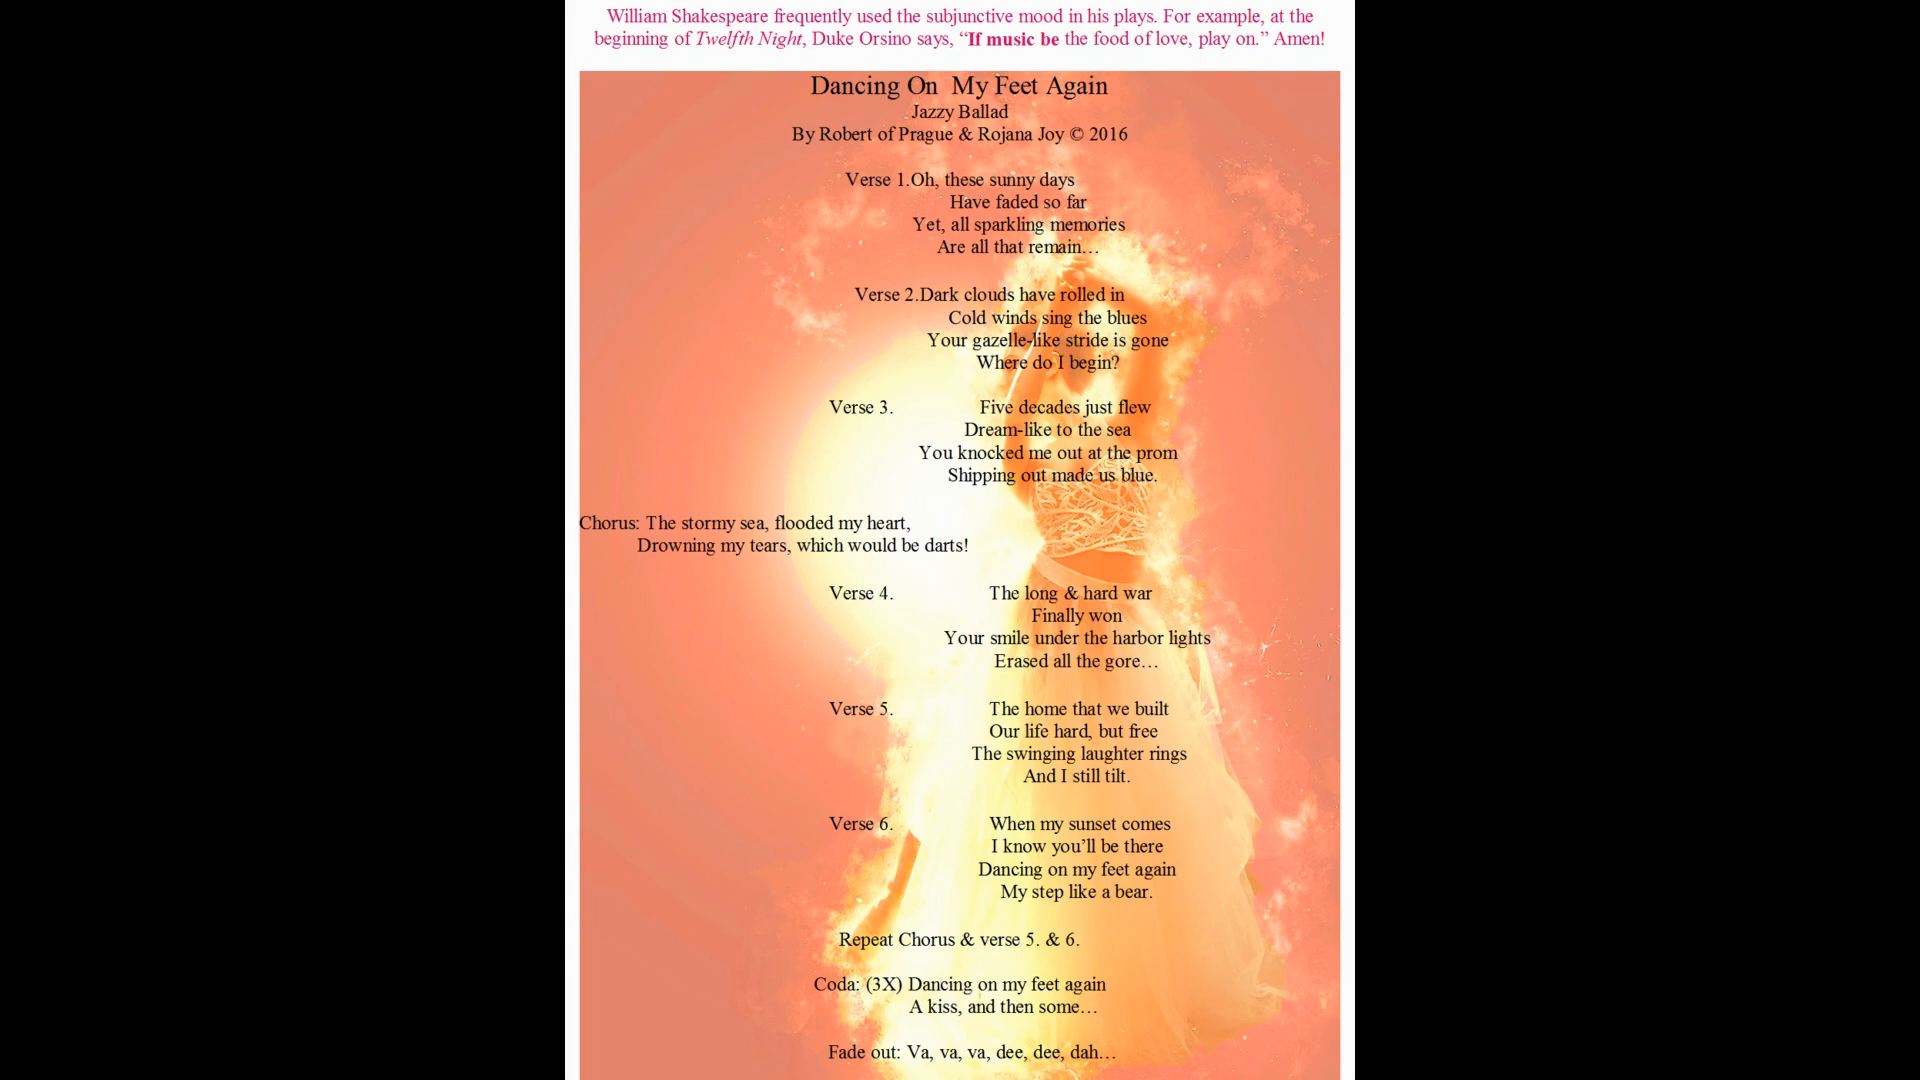 William Shakespeare frequently used the subjunctive mood in his plays. For example, at the
beginning of Twelfth Night, Duke Orsino says, “If music be the food of love, play on.” Amen!
Dancing On  My Feet Again
Jazzy Ballad
By Robert of Prague & Rojana Joy © 2016
Verse 1.Oh, these sunny days
Have faded so far
Yet, all sparkling memories
Are all that remain…
Verse 2.Dark clouds have rolled in
Cold winds sing the blues
Your gazelle-like stride is gone
Where do I begin?
Verse 3. Five decades just flew
Dream-like to the sea
You knocked me out at the prom
Shipping out made us blue.
Chorus: The stormy sea, flooded my heart,
Drowning my tears, which would be darts!
Verse 4. The long & hard war
Finally won
Your smile under the harbor lights
Erased all the gore…
Verse 5. The home that we built
Our life hard, but free
The swinging laughter rings
And I still tilt.
Verse 6. When my sunset comes
I know you’ll be there
Dancing on my feet again
My step like a bear.
Repeat Chorus & verse 5. & 6.
Coda: (3X) Dancing on my feet again
A kiss, and then some…
Fade out: Va, va, va, dee, dee, dah…